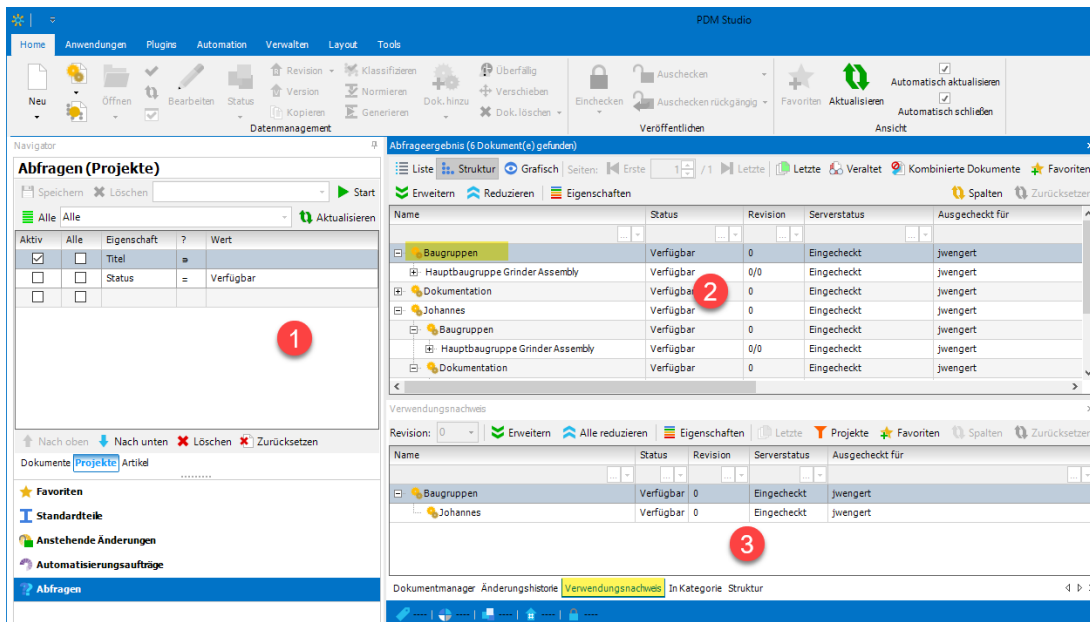 PDM Studio
Home Anwendungen Plugins Automation Verwalten Layout Tools
Neu
Öffnen
Bearbeiten
Status
Revision
Version
Kopieren
Klassifizieren
Normieren
Generieren
Dok.hinzu
Überfällig
Verschieben
Dok.löschen
Datenmanagement
Einchecken
Auschecken
Auschecken rückgängig
Veröffentlichen
Favoriten
Aktualisieren
Automatisch aktualisieren
Automatisch schließen
Ansicht
Navigator
Abfragen (Projekte)
Speichern Löschen Start
Alle Alle Aktualisieren
Aktiv Alle Eigenschaft ? Wert
Titel
Status = Verfügbar
1
Nach oben Nach unten Löschen Zurücksetzen
Dokumente Projekte Artikel
Favoriten
Standardteile
Anstehende Änderungen
Automatisierungsaufträge
Abfragen
Abfrageergebnis (6 Dokument(e) gefunden)
Liste Struktur Grafisch Seiten: Erste 1 / 1 Letzte Letzte Veraltet Kombinierte Dokumente Favoriten
Erweitern Reduzieren Eigenschaften Spalten Zurücksetzen
Name Status Revision Serverstatus Ausgecheckt für
Baugruppen Verfügbar 0 Eingecheckt jwengert
Hauptbaugruppe Grinder Assembly Verfügbar 0/0 Eingecheckt jwengert
Dokumentation Verfügbar 0 Eingecheckt jwengert
2
Johannes Verfügbar 0 Eingecheckt jwengert
Baugruppen Verfügbar 0 Eingecheckt jwengert
Hauptbaugruppe Grinder Assembly Verfügbar 0/0 Eingecheckt jwengert
Dokumentation Verfügbar 0 Eingecheckt jwengert
Verwendungsnachweis
Revision: 0 Erweitern Alle reduzieren Eigenschaften Letzte Projekte Favoriten Spalten Zurücksetzen
Name Status Revision Serverstatus Ausgecheckt für
Baugruppen Verfügbar 0 Eingecheckt jwengert
Johannes Verfügbar 0 Eingecheckt jwengert
3
Dokumentmanager Änderungshistorie Verwendungsnachweis In Kategorie Struktur
---- | ---- | ---- | ---- | ----